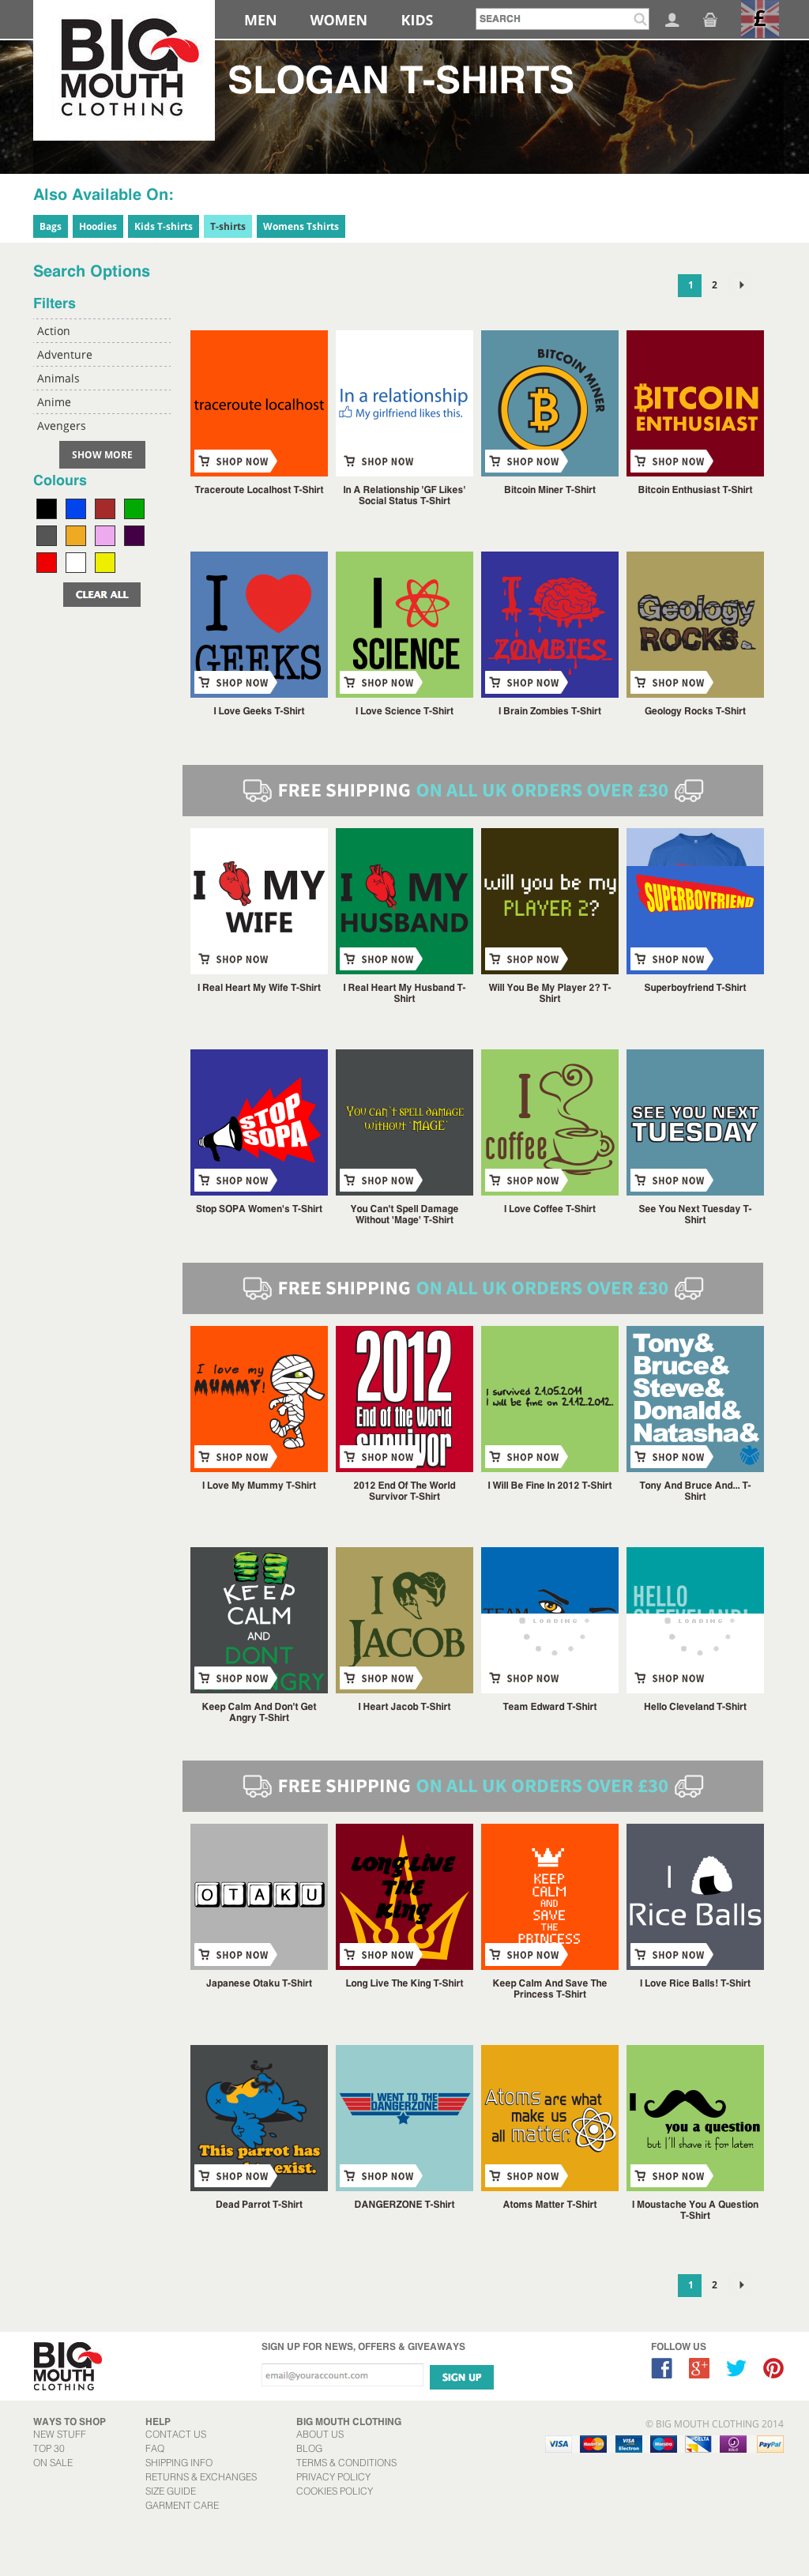 BIG
MOUTH
CLOTHING
MEN WOMEN KIDS
SEARCH
£
SLOGAN T-SHIRTS
Also Available On:
Bags Hoodies Kids T-shirts T-shirts Womens Tshirts
Search Options
Filters
Action
Adventure
Animals
Anime
Avengers
SHOW MORE
Colours
CLEAR ALL
1 2
traceroute localhost
SHOP NOW
Traceroute Localhost T-Shirt
In a relationship
My girlfriend likes this.
SHOP NOW
In A Relationship 'GF Likes'
Social Status T-Shirt
BITCOIN MINER
SHOP NOW
Bitcoin Miner T-Shirt
BITCOIN
ENTHUSIAST
SHOP NOW
Bitcoin Enthusiast T-Shirt
I
GEEKS
SHOP NOW
I Love Geeks T-Shirt
I
SCIENCE
SHOP NOW
I Love Science T-Shirt
I
ZOMBIES
SHOP NOW
I Brain Zombies T-Shirt
Geology
ROCKS
SHOP NOW
Geology Rocks T-Shirt
FREE SHIPPING ON ALL UK ORDERS OVER £30
I MY
WIFE
SHOP NOW
I Real Heart My Wife T-Shirt
I MY
HUSBAND
SHOP NOW
I Real Heart My Husband T-
Shirt
will you be my
PLAYER 2?
SHOP NOW
Will You Be My Player 2? T-
Shirt
SUPERBOYFRIEND
SHOP NOW
Superboyfriend T-Shirt
STOP
SOPA
SHOP NOW
Stop SOPA Women's T-Shirt
You can't spell damage
without 'MAGE'
SHOP NOW
You Can't Spell Damage
Without 'Mage' T-Shirt
I
coffee
SHOP NOW
I Love Coffee T-Shirt
SEE YOU NEXT
TUESDAY
SHOP NOW
See You Next Tuesday T-
Shirt
FREE SHIPPING ON ALL UK ORDERS OVER £30
I love my
MUMMY!
SHOP NOW
I Love My Mummy T-Shirt
2012
End of the World
survivor
SHOP NOW
2012 End Of The World
Survivor T-Shirt
I survived 21.05.2011
I will be fine on 21.12.2012.
SHOP NOW
I Will Be Fine In 2012 T-Shirt
Tony&
Bruce&
Steve&
Donald&
Natasha&
SHOP NOW
Tony And Bruce And... T-
Shirt
KEEP
CALM
AND
DONT
NGRY
SHOP NOW
Keep Calm And Don't Get
Angry T-Shirt
I
JACOB
SHOP NOW
I Heart Jacob T-Shirt
TEAM
LOADING
SHOP NOW
Team Edward T-Shirt
HELLO
CLEVELAND!
LOADING
SHOP NOW
Hello Cleveland T-Shirt
FREE SHIPPING ON ALL UK ORDERS OVER £30
OTAKU
SHOP NOW
Japanese Otaku T-Shirt
Long Live
The
King
SHOP NOW
Long Live The King T-Shirt
KEEP
CALM
AND
SAVE
THE
PRINCESS
SHOP NOW
Keep Calm And Save The
Princess T-Shirt
I
Rice Balls
SHOP NOW
I Love Rice Balls! T-Shirt
This parrot has
exist.
SHOP NOW
Dead Parrot T-Shirt
I WENT TO THE
DANGERZONE
SHOP NOW
DANGERZONE T-Shirt
Atoms are what
make us
all matter.
SHOP NOW
Atoms Matter T-Shirt
I
you a question
but I'll shave it for later.
SHOP NOW
I Moustache You A Question
T-Shirt
1 2
BIG
MOUTH
CLOTHING
SIGN UP FOR NEWS, OFFERS & GIVEAWAYS
email@youraccount.com
SIGN UP
FOLLOW US
WAYS TO SHOP
NEW STUFF
TOP 30
ON SALE
HELP
CONTACT US
FAQ
SHIPPING INFO
RETURNS & EXCHANGES
SIZE GUIDE
GARMENT CARE
BIG MOUTH CLOTHING
ABOUT US
BLOG
TERMS & CONDITIONS
PRIVACY POLICY
COOKIES POLICY
© BIG MOUTH CLOTHING 2014
VISA MasterCard VISA Electron Maestro DELTA SOLO PayPal